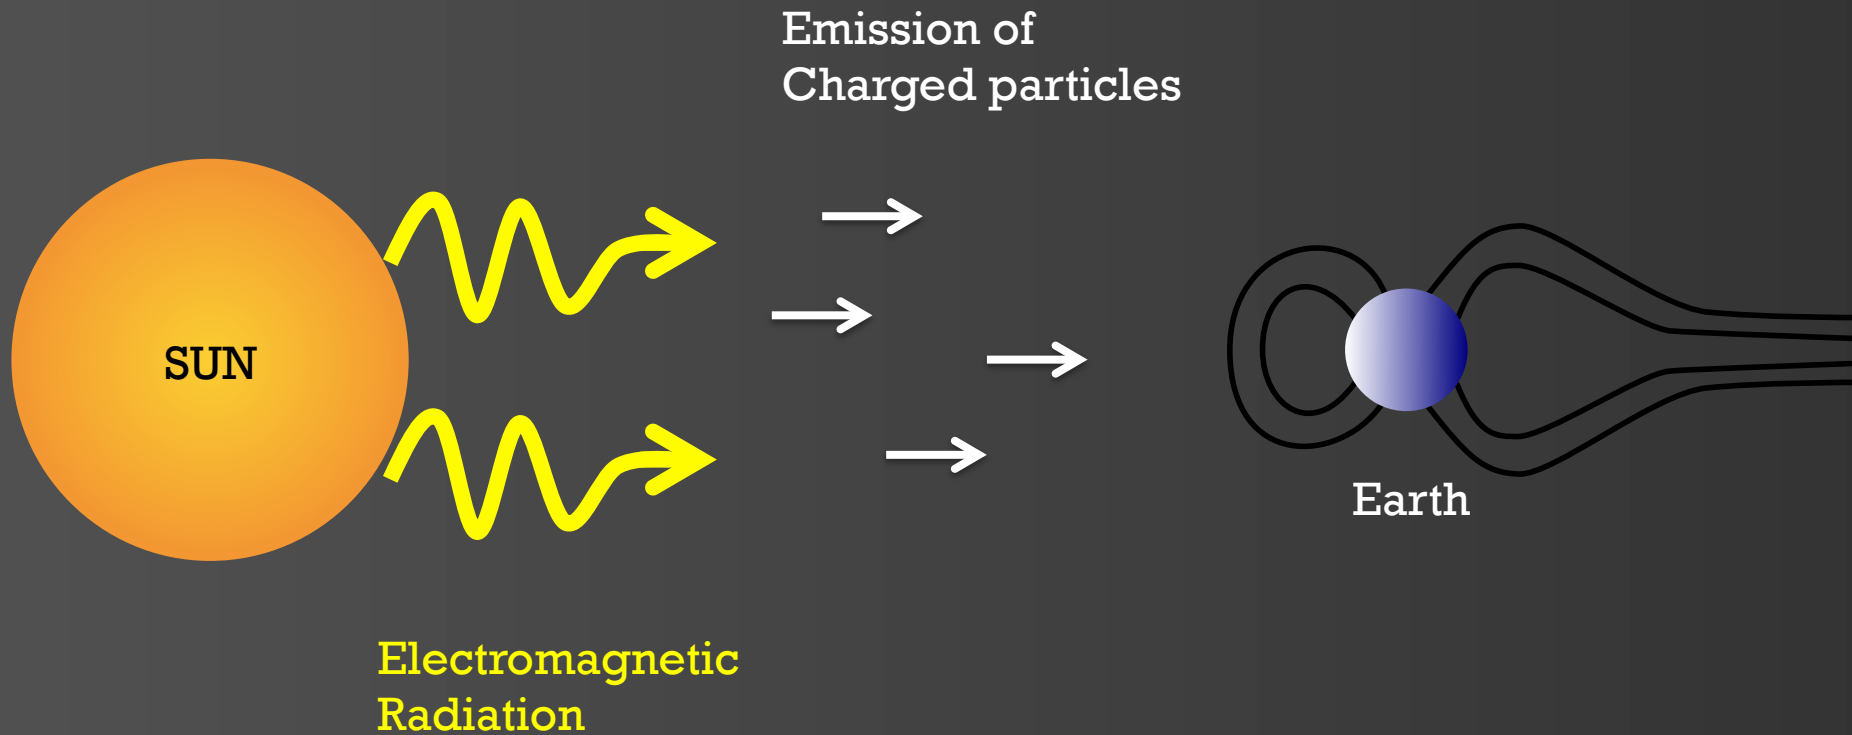 Emission of
Charged particles
SUN
Earth
Electromagnetic
Radiation